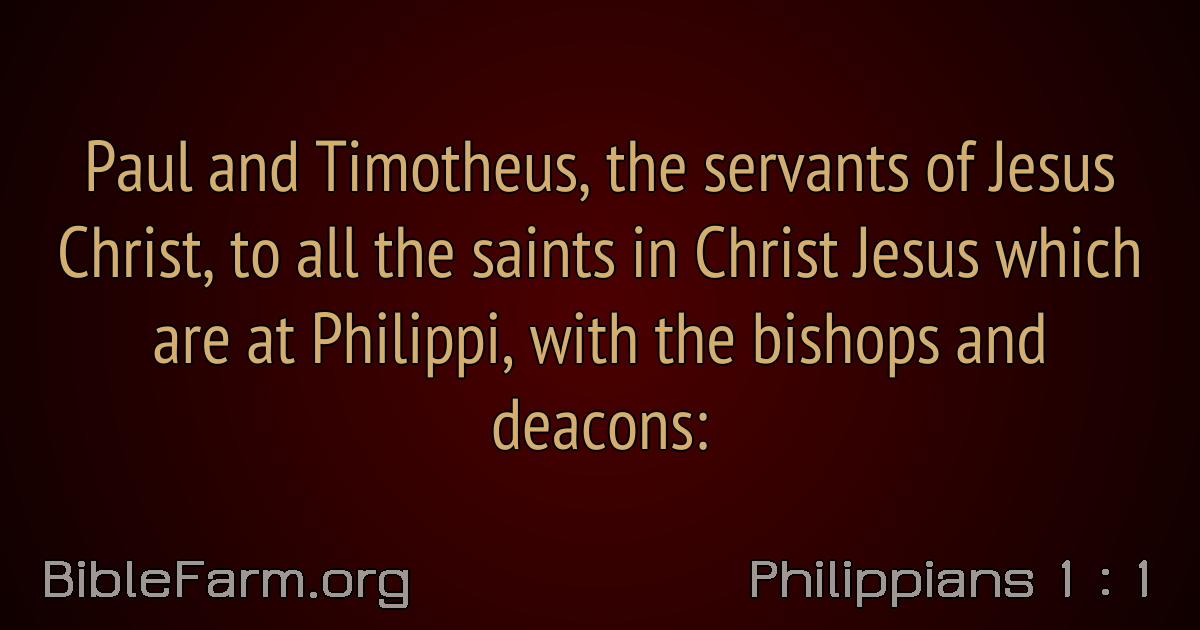 Paul and Timotheus, the servants of Jesus
Christ, to all the saints in Christ Jesus which
are at Philippi, with the bishops and
deacons:
BibleFarm.org
Philippians 1 : 1